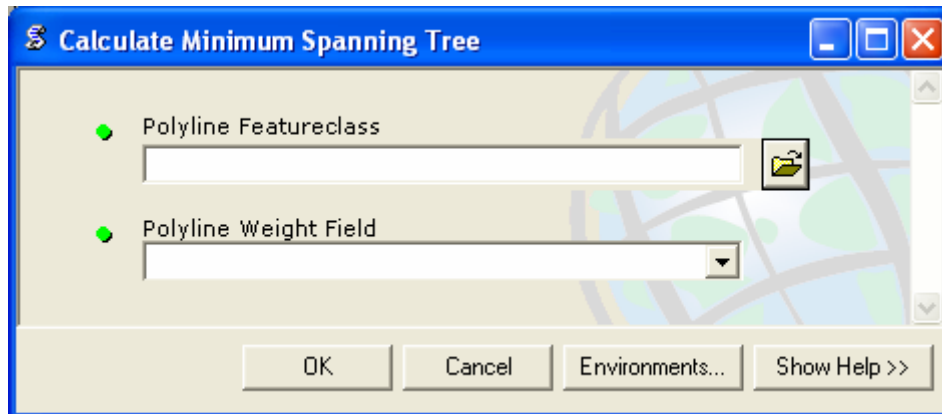 Calculate Minimum Spanning Tree
Polyline Featureclass
Polyline Weight Field
OK Cancel Environments... Show Help >>